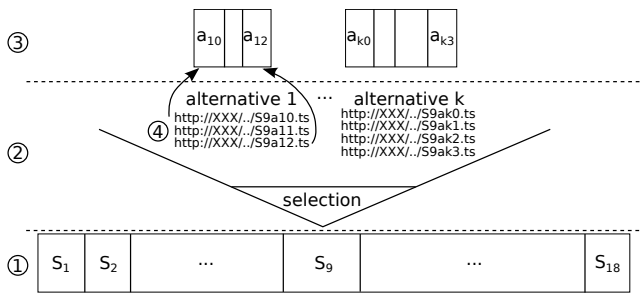 ③ a10 a12 ak0 ak3
alternative 1 ... alternative k
http://XXX/../S9a10.ts
http://XXX/../S9a11.ts
http://XXX/../S9a12.ts
④
http://XXX/../S9ak0.ts
http://XXX/../S9ak1.ts
http://XXX/../S9ak2.ts
http://XXX/../S9ak3.ts
②
selection
① S1 S2 ... S9 ... S18